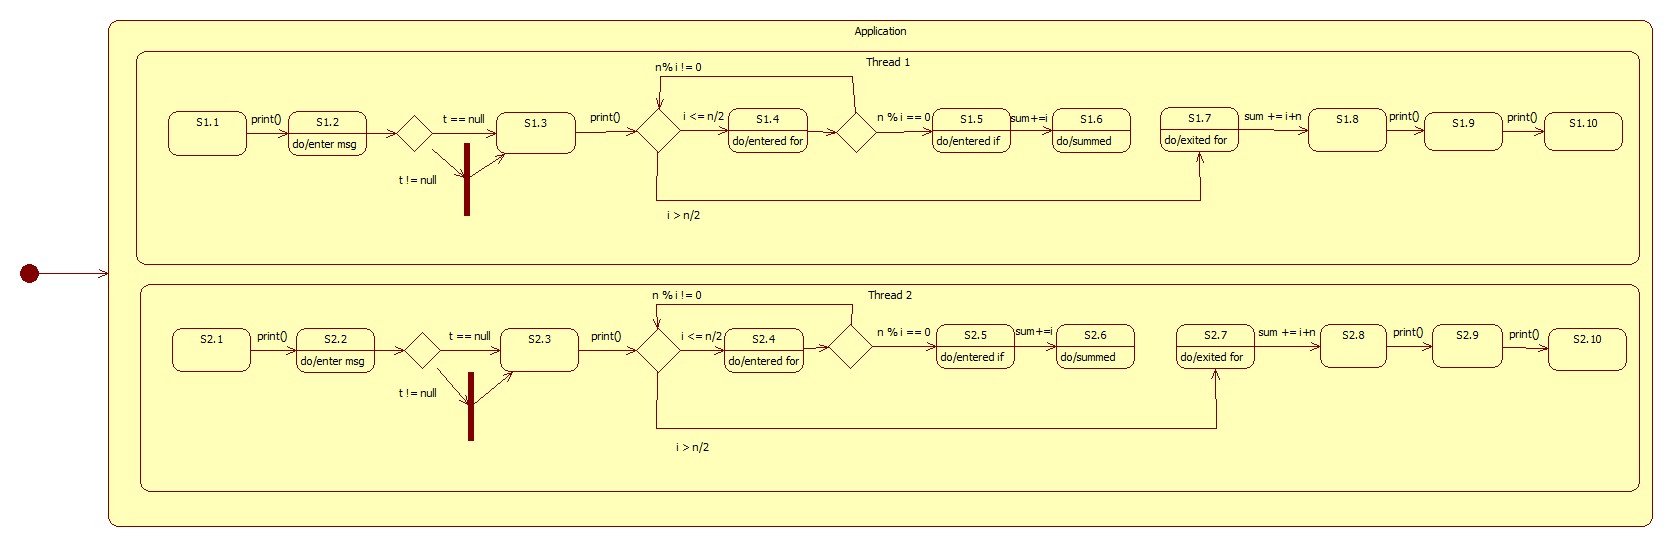 Application
Thread 1
n% i != 0
S1.1
print()
S1.2
do/enter msg
t == null
t != null
S1.3
print()
i <= n/2
S1.4
do/entered for
n % i == 0
S1.5
do/entered if
sum+=i
S1.6
do/summed
i > n/2
S1.7
do/exited for
sum += i+n
S1.8
print()
S1.9
print()
S1.10
Thread 2
n % i != 0
S2.1
print()
S2.2
do/enter msg
t == null
t != null
S2.3
print()
i <= n/2
S2.4
do/entered for
n % i == 0
S2.5
do/entered if
sum+=i
S2.6
do/summed
i > n/2
S2.7
do/exited for
sum += i+n
S2.8
print()
S2.9
print()
S2.10